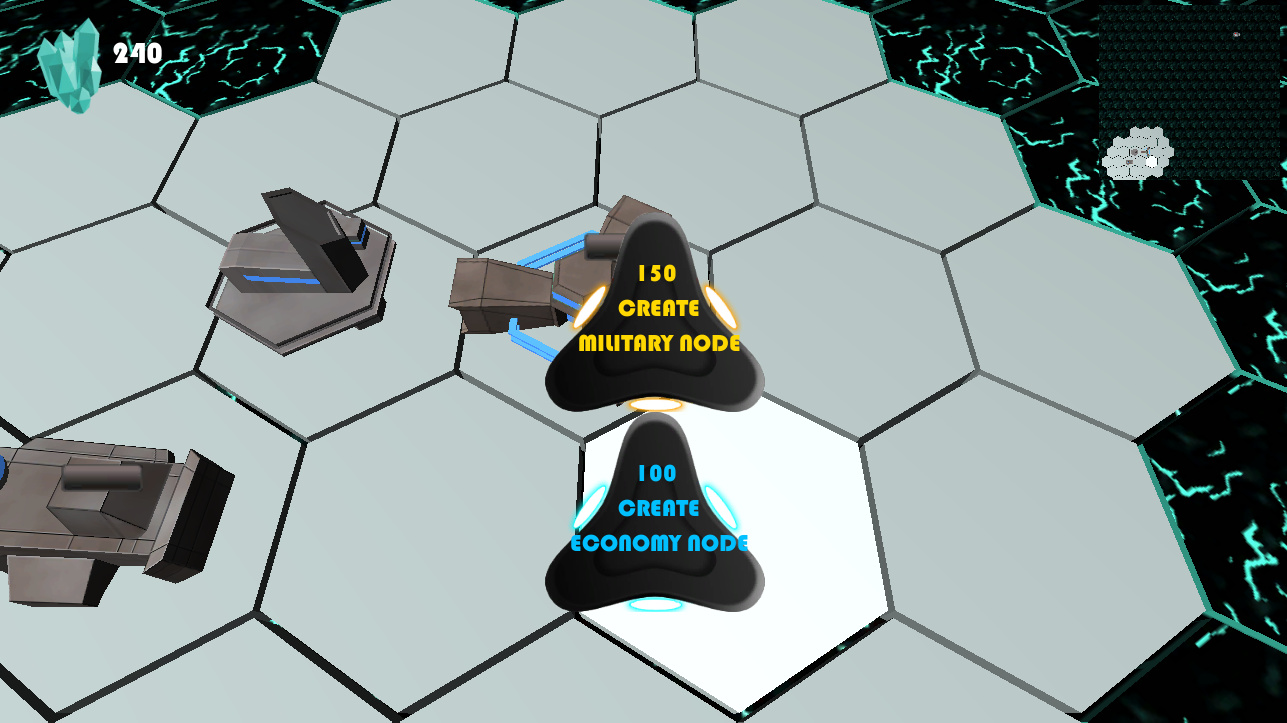 240
150
CREATE
MILITARY NODE
100
CREATE
ECONOMY NODE